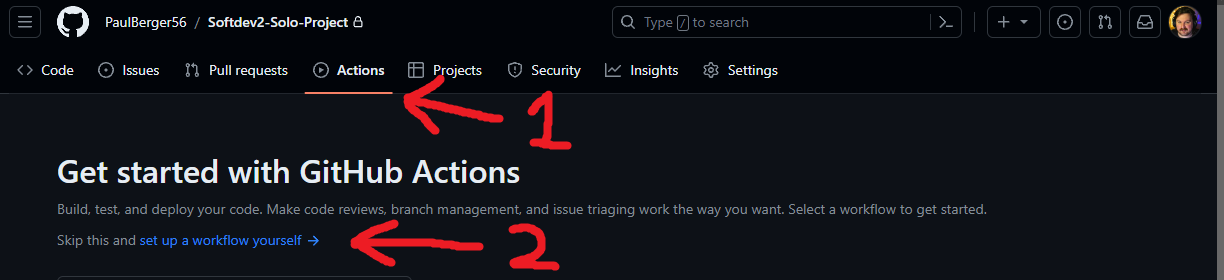 PaulBerger56 / Softdev2-Solo-Project Type / to search
Code Issues Pull requests Actions Projects Security Insights Settings
1
Get started with GitHub Actions
Build, test, and deploy your code. Make code reviews, branch management, and issue triaging work the way you want. Select a workflow to get started.
Skip this and set up a workflow yourself →
2